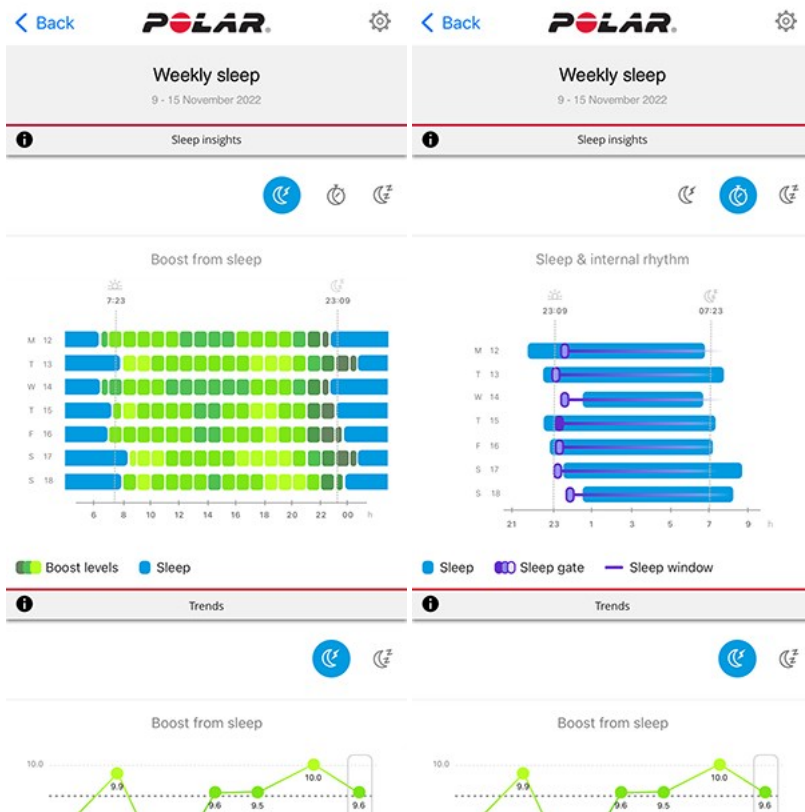 Back
POLAR.
Weekly sleep
9 - 15 November 2022
Sleep insights
Boost from sleep
7:23
23:09
M 12
T 13
W 14
T 15
F 16
S 17
S 18
6 8 10 12 14 16 18 20 22 00 h
Boost levels Sleep
Trends
Boost from sleep
10.0
9.9
10.0
9.6
9.5
9.6
Back
POLAR.
Weekly sleep
9 - 15 November 2022
Sleep insights
Sleep & internal rhythm
23:09
07:23
M 12
T 13
W 14
T 15
F 16
S 17
S 18
21 23 1 3 5 7 9 h
Sleep Sleep gate Sleep window
Trends
Boost from sleep
10.0
9.9
10.0
9.6
9.5
9.6